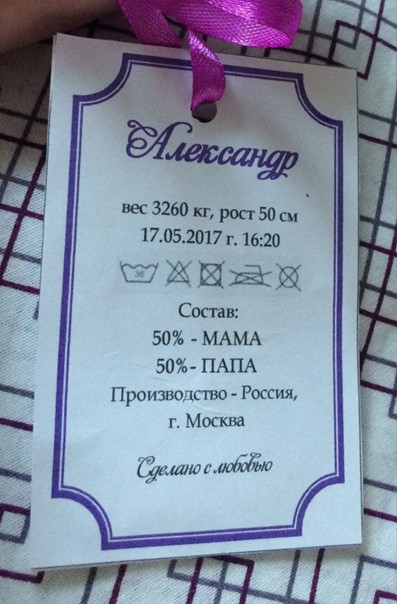 Александр
вес 3260 кг, рост 50 см
17.05.2017 г. 16:20
30
Состав:
50% - МАМА
50%- ПАПА
Производство - Россия,
г. Москва
Сделано с любовью